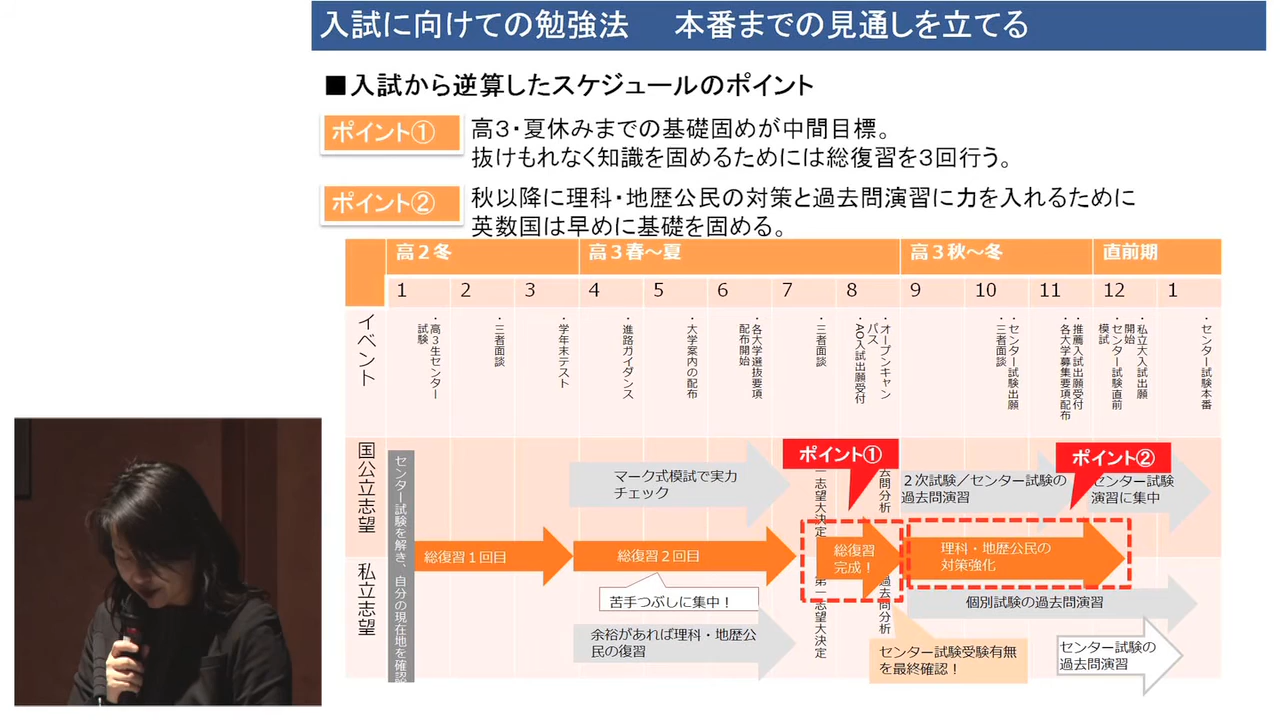 入試に向けての勉強法　本番までの見通しを立てる
■入試から逆算したスケジュールのポイント
ポイント①
高３・夏休みまでの基礎固めが中間目標。
抜けもれなく知識を固めるためには総復習を３回行う。
ポイント②
秋以降に理科・地歴公民の対策と過去問演習に力を入れるために
英数国は早めに基礎を固める。
高２冬
高３春～夏
高３秋～冬
直前期
1 2 3 4 5 6 7 8 9 10 11 12 1
イベント
・高３生センター
試験
・三者面談
・学年末テスト
・進路ガイダンス
・大学案内の配布
・各大学選抜要項
配布開始
・三者面談
・オープンキャン
パス
・AO入試出願受付
・センター試験出願
・三者面談
・推薦入試出願受付
・各大学募集要項配布
・私立大入試出願
開始
・センター試験直前
模試
・センター試験本番
国公立志望
私立志望
センター試験を解き、自分の現在地を確認
マーク式模試で実力
チェック
ポイント①
ポイント②
２次試験／センター試験の
過去問演習
センター試験
演習に集中
一志望大決定
去問分析
総復習１回目
総復習２回目
総復習
完成！
理科・地歴公民の
対策強化
苦手つぶしに集中！
余裕があれば理科・地歴公
民の復習
第一志望大決定
過去問分析
個別試験の過去問演習
センター試験受験有無
を最終確認！
センター試験の
過去問演習